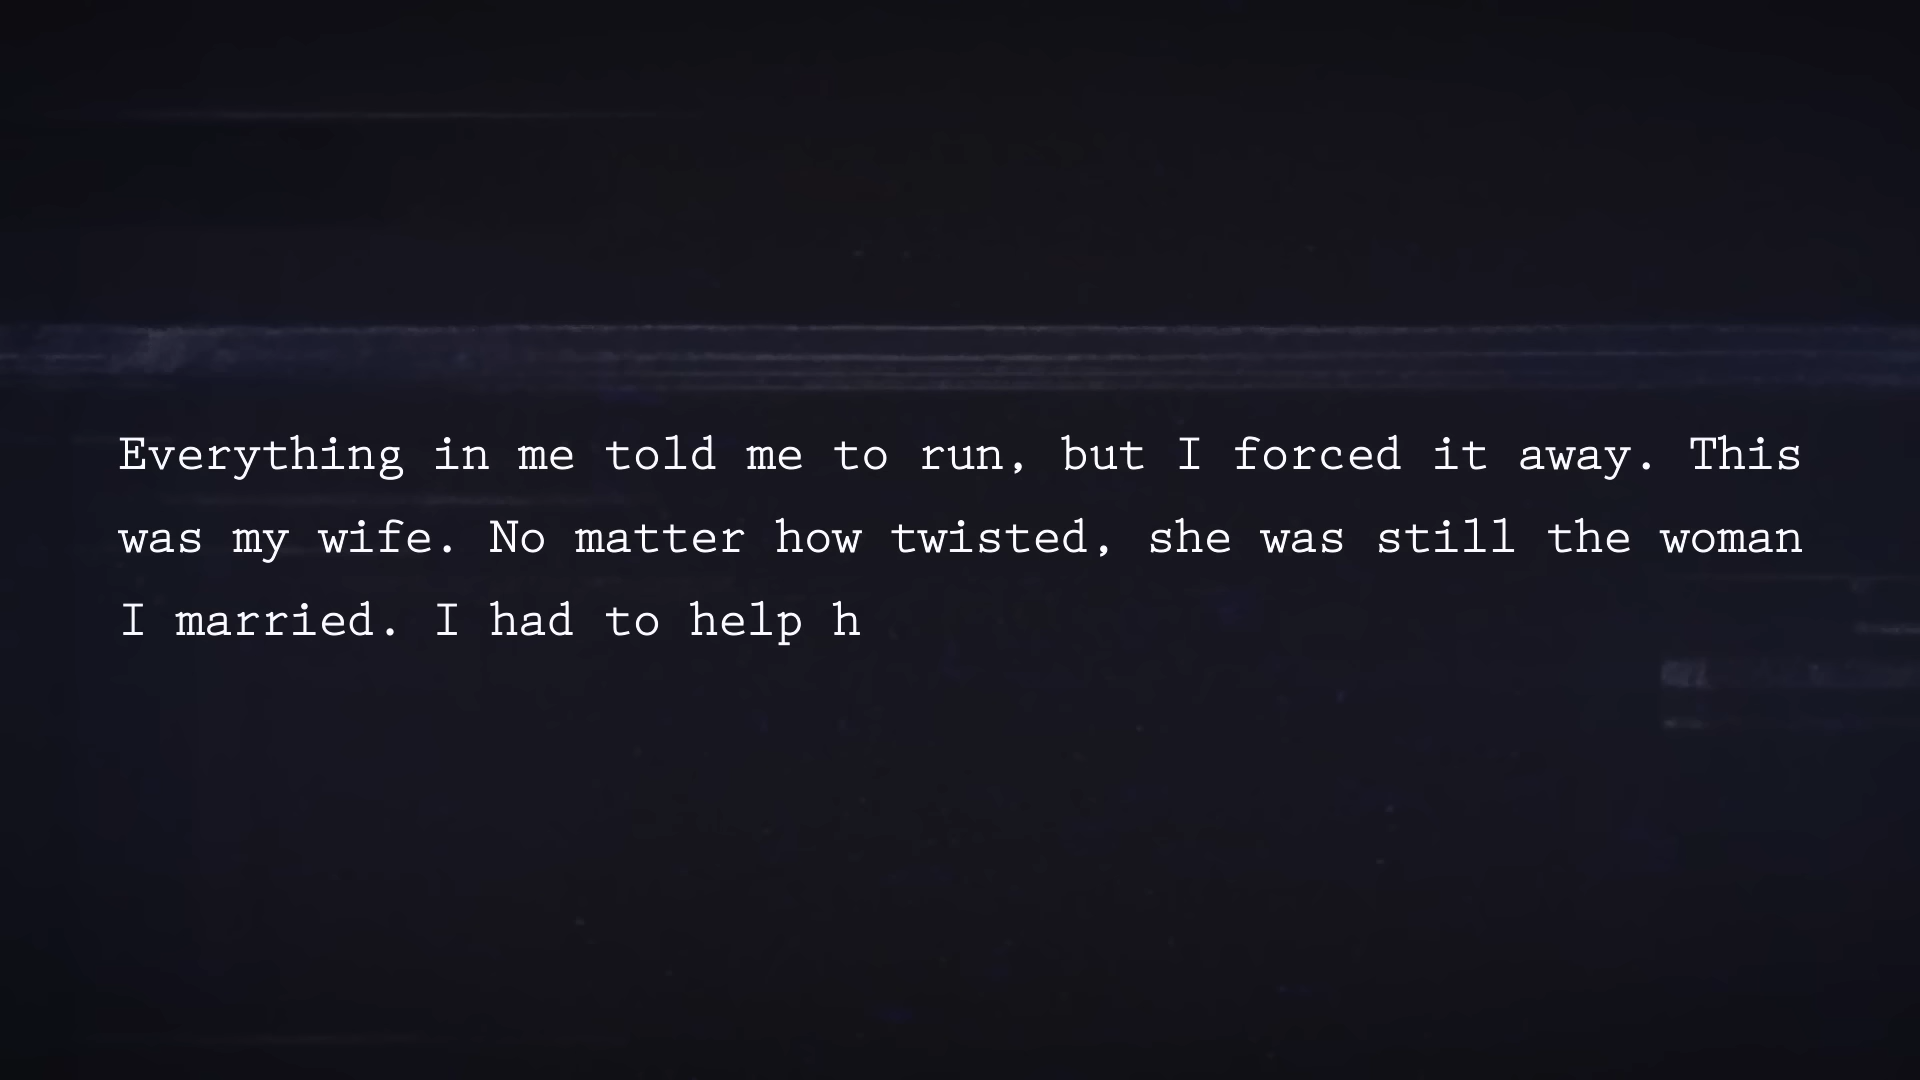 Everything in me told me to run, but I forced it away. This
was my wife. No matter how twisted, she was still the woman
I married. I had to help h